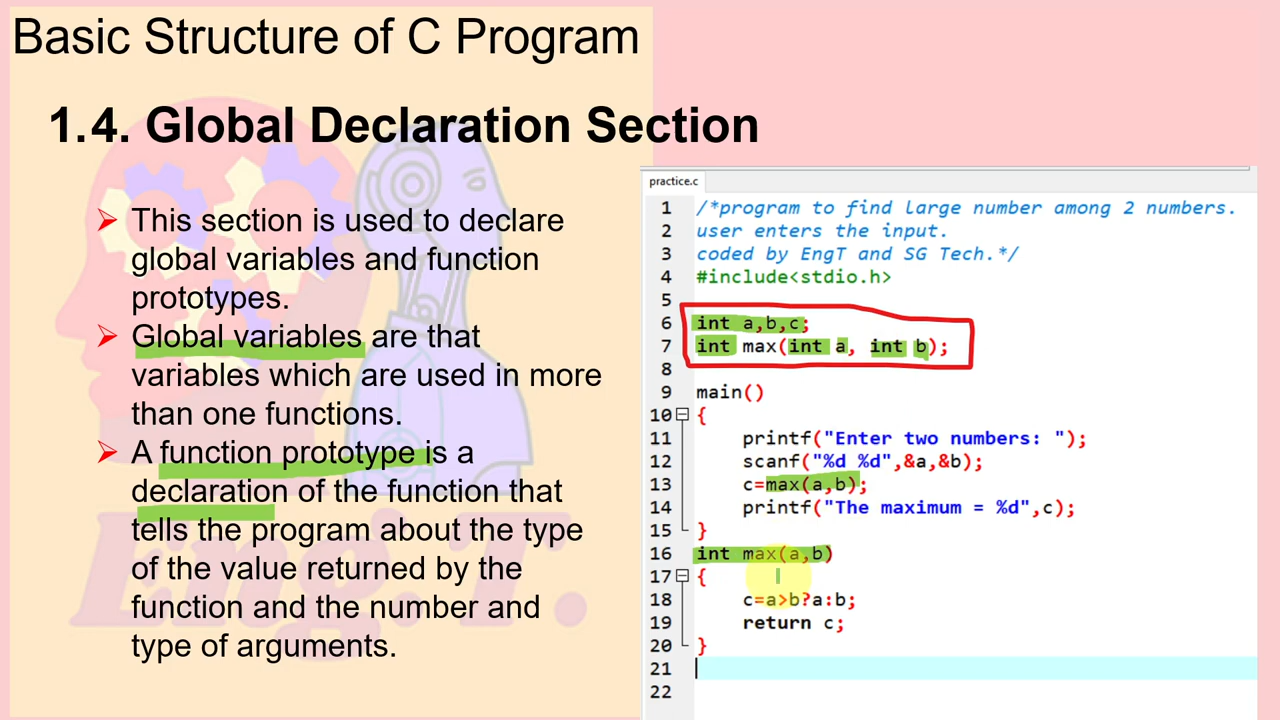 Basic Structure of C Program
1.4. Global Declaration Section
This section is used to declare
global variables and function
prototypes.
Global variables are that
variables which are used in more
than one functions.
A function prototype is a
declaration of the function that
tells the program about the type
of the value returned by the
function and the number and
type of arguments.
Eng.T.
practice.c
1 /*program to find large number among 2 numbers.
2 user enters the input.
3 coded by EngT and SG Tech.*/
4 #include<stdio.h>
5
6 int a,b,c;
7 int max(int a, int b);
8
9 main()
10 {
11 printf("Enter two numbers: ");
12 scanf("%d %d",&a,&b);
13 c=max(a,b);
14 printf("The maximum = %d",c);
15 }
16 int max(a,b)
17 {
18 c=a>b?a:b;
19 return c;
20 }
21
22